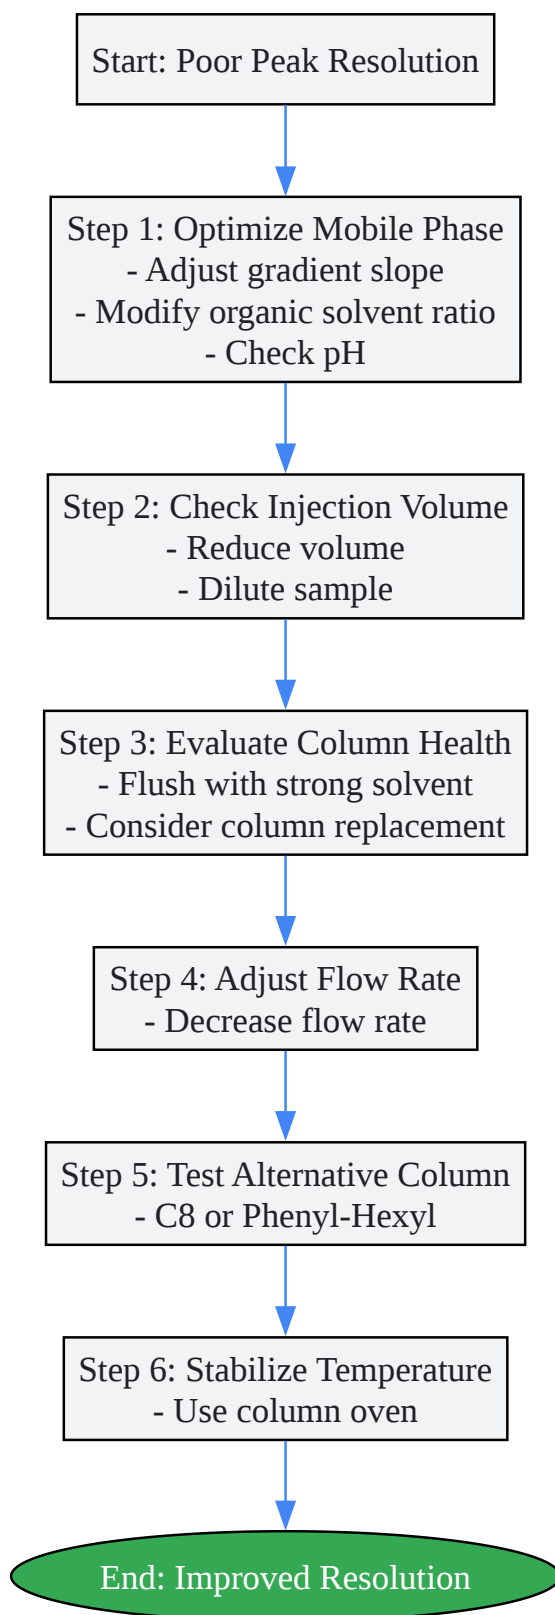 Start: Poor Peak Resolution
Step 1: Optimize Mobile Phase
- Adjust gradient slope
- Modify organic solvent ratio
- Check pH
Step 2: Check Injection Volume
- Reduce volume
- Dilute sample
Step 3: Evaluate Column Health
- Flush with strong solvent
- Consider column replacement
Step 4: Adjust Flow Rate
- Decrease flow rate
Step 5: Test Alternative Column
- C8 or Phenyl-Hexyl
Step 6: Stabilize Temperature
- Use column oven
End: Improved Resolution